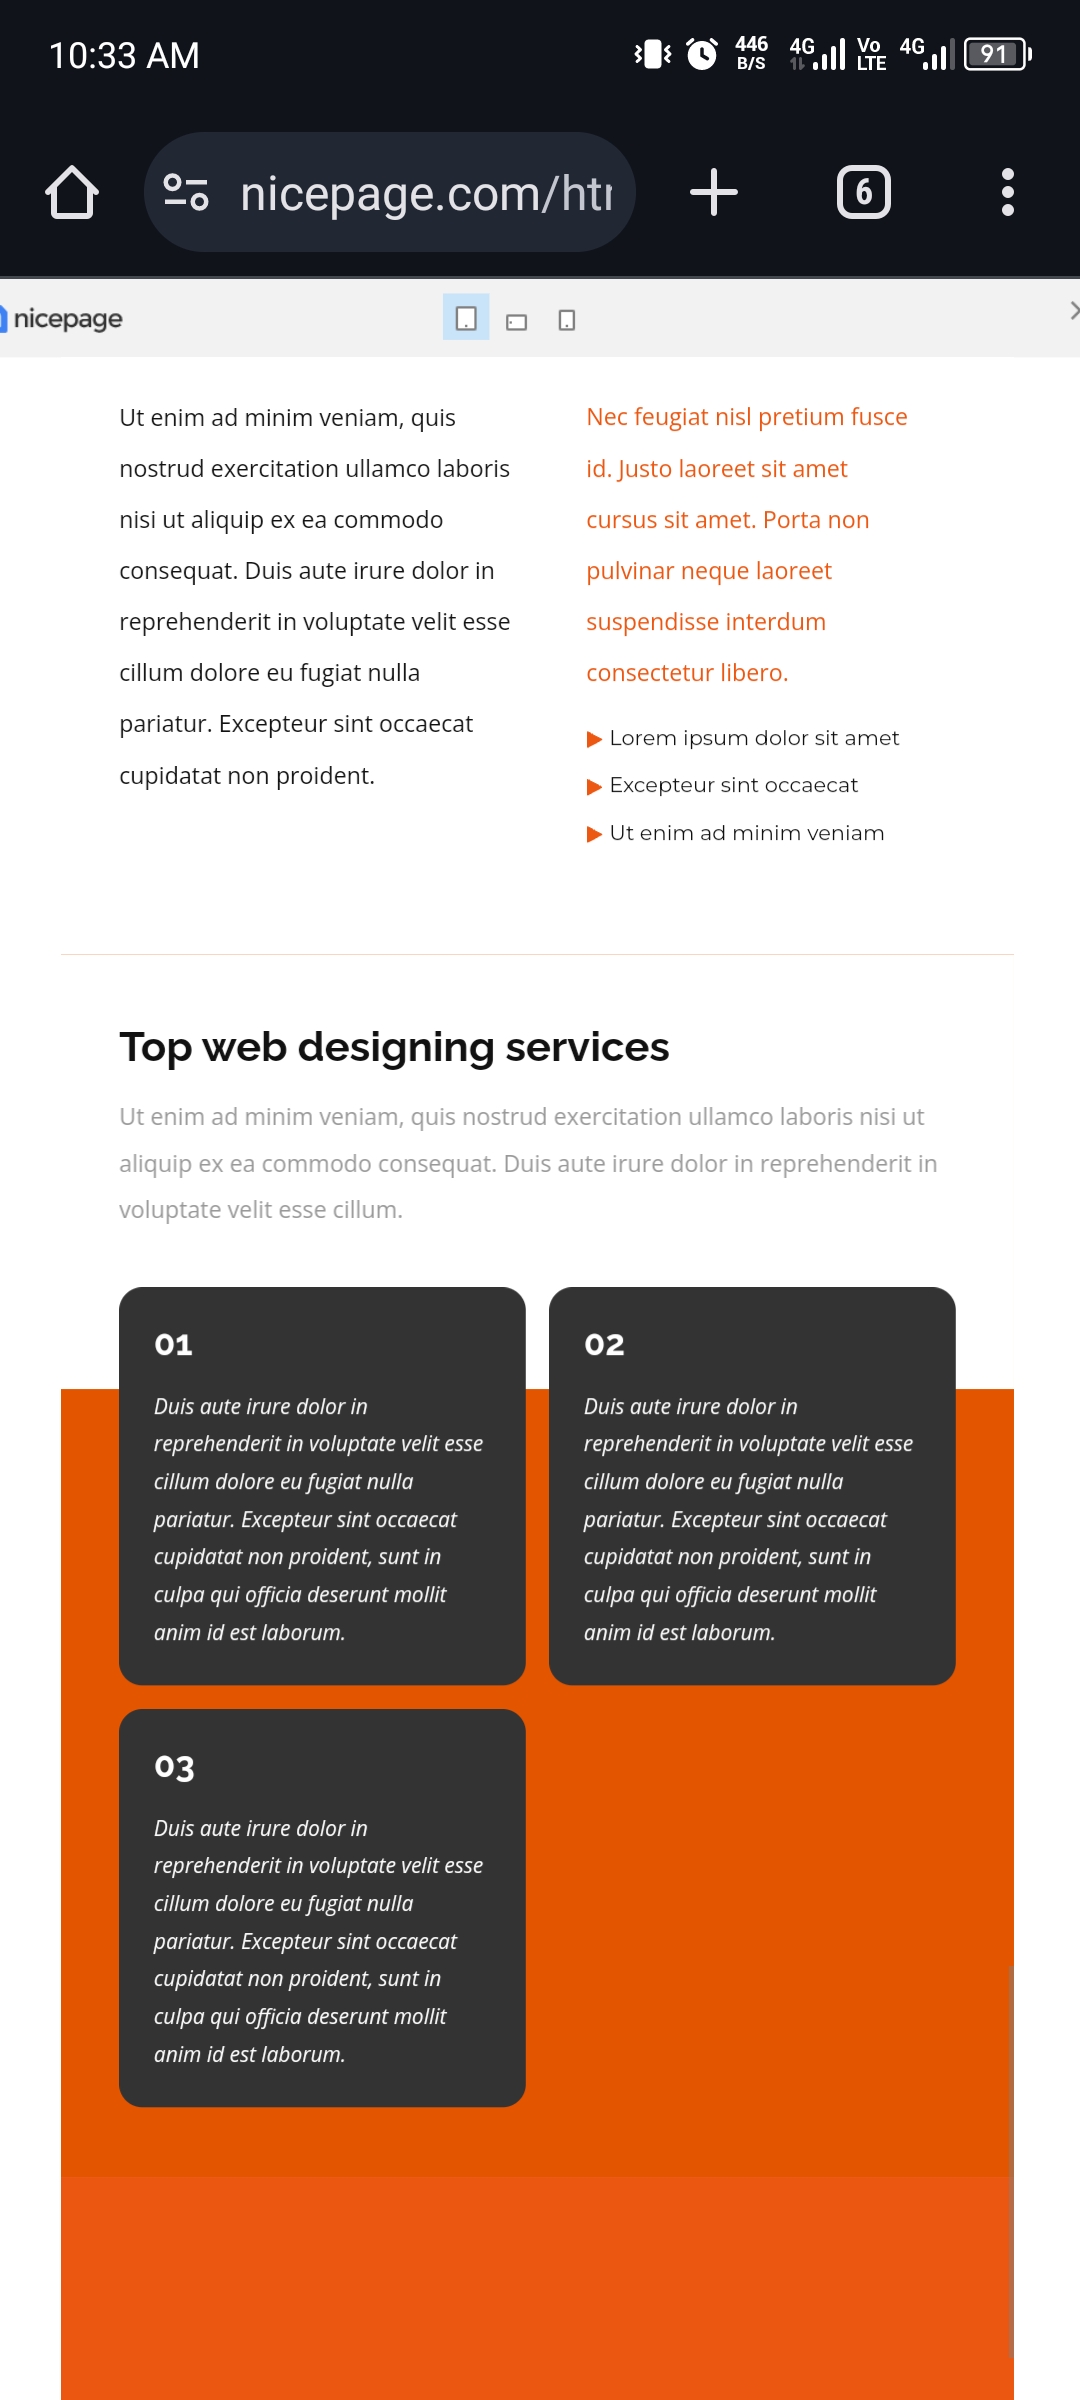 10:33 AM
446 B/S 4G Vo LTE 4G 91
nicepage.com/htr
6
nicepage
Ut enim ad minim veniam, quis
nostrud exercitation ullamco laboris
nisi ut aliquip ex ea commodo
consequat. Duis aute irure dolor in
reprehenderit in voluptate velit esse
cillum dolore eu fugiat nulla
pariatur. Excepteur sint occaecat
cupidatat non proident.
Nec feugiat nisl pretium fusce
id. Justo laoreet sit amet
cursus sit amet. Porta non
pulvinar neque laoreet
suspendisse interdum
consectetur libero.
Lorem ipsum dolor sit amet
Excepteur sint occaecat
Ut enim ad minim veniam
Top web designing services
Ut enim ad minim veniam, quis nostrud exercitation ullamco laboris nisi ut
aliquip ex ea commodo consequat. Duis aute irure dolor in reprehenderit in
voluptate velit esse cillum.
01
Duis aute irure dolor in
reprehenderit in voluptate velit esse
cillum dolore eu fugiat nulla
pariatur. Excepteur sint occaecat
cupidatat non proident, sunt in
culpa qui officia deserunt mollit
anim id est laborum.
02
Duis aute irure dolor in
reprehenderit in voluptate velit esse
cillum dolore eu fugiat nulla
pariatur. Excepteur sint occaecat
cupidatat non proident, sunt in
culpa qui officia deserunt mollit
anim id est laborum.
03
Duis aute irure dolor in
reprehenderit in voluptate velit esse
cillum dolore eu fugiat nulla
pariatur. Excepteur sint occaecat
cupidatat non proident, sunt in
culpa qui officia deserunt mollit
anim id est laborum.